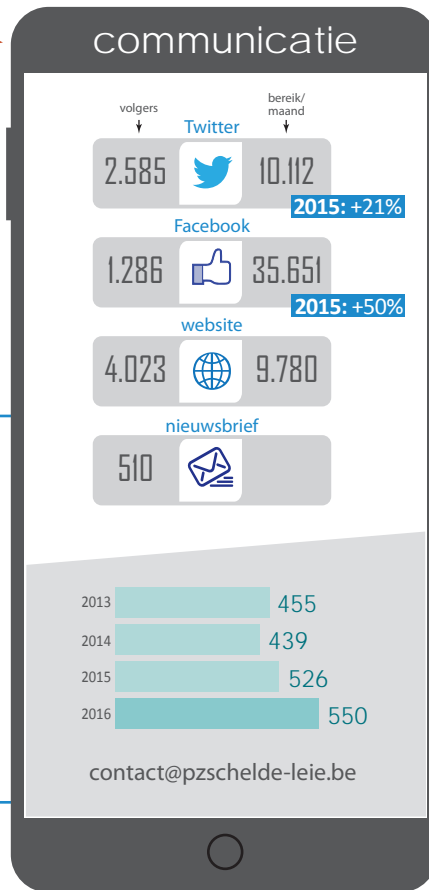 communicatie
volgers
bereik/
maand
Twitter
2.585 10.112
2015: +21%
Facebook
1.286 35.651
2015: +50%
website
4.023 9.780
nieuwsbrief
510
2013 455
2014 439
2015 526
2016 550
contact@pzschelde-leie.be